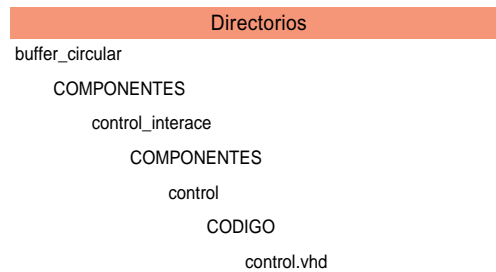 Directorios
buffer_circular
COMPONENTES
control_interace
COMPONENTES
control
CODIGO
control.vhd